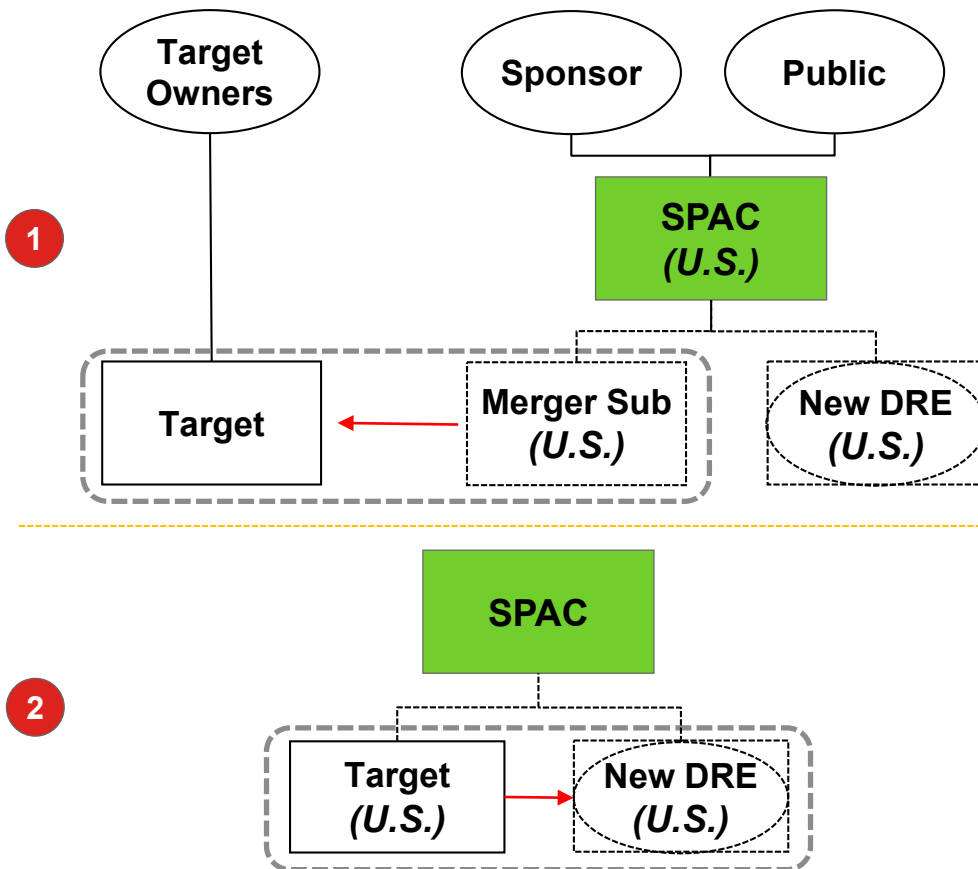 Target
Owners
Sponsor
Public
1
SPAC
(U.S.)
Target
Merger Sub
(U.S.)
New DRE
(U.S.)
SPAC
2
Target
(U.S.)
New DRE
(U.S.)